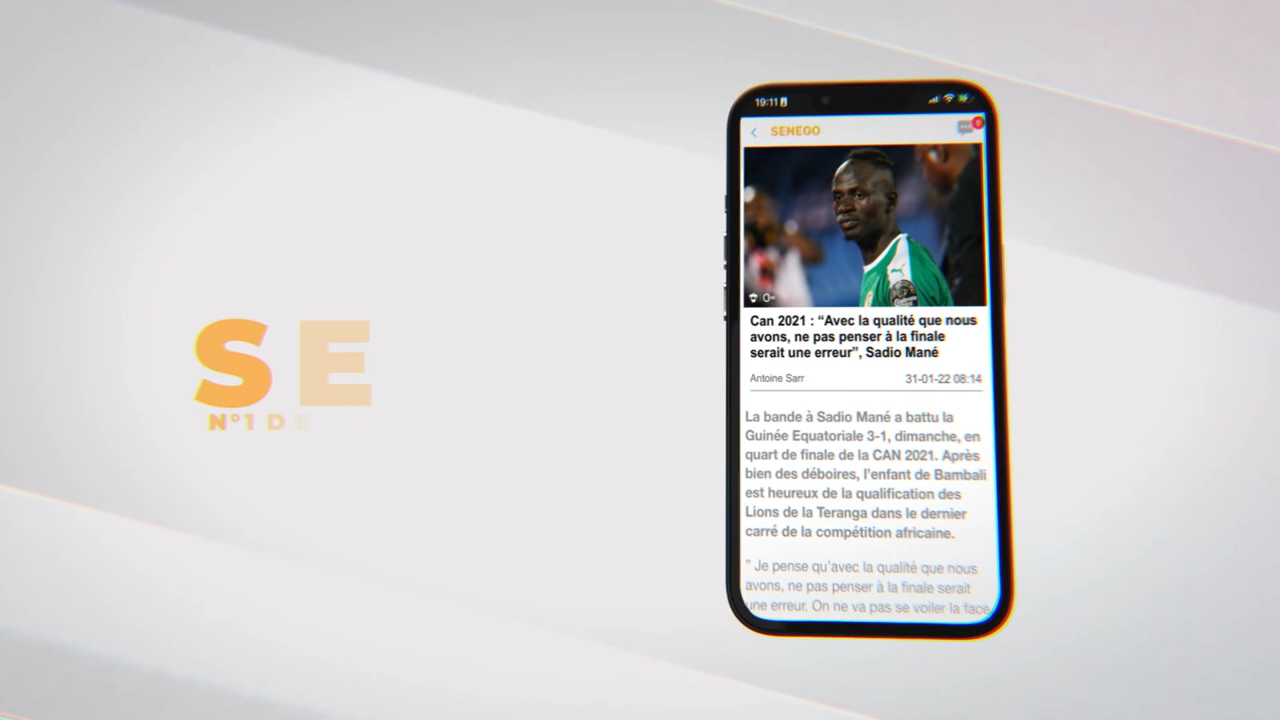 SE
N°1 DE
19:11
SENEGO
Can 2021 : “Avec la qualité que nous
avons, ne pas penser à la finale
serait une erreur”, Sadio Mané
Antoine Sarr 31-01-22 08:14
La bande à Sadio Mané a battu la
Guinée Equatoriale 3-1, dimanche, en
quart de finale de la CAN 2021. Après
bien des déboires, l'enfant de Bambali
est heureux de la qualification des
Lions de la Teranga dans le dernier
carré de la compétition africaine.
" Je pense qu'avec la qualité que nous
avons, ne pas penser à la finale serait
une erreur. On ne va pas se voiler la face